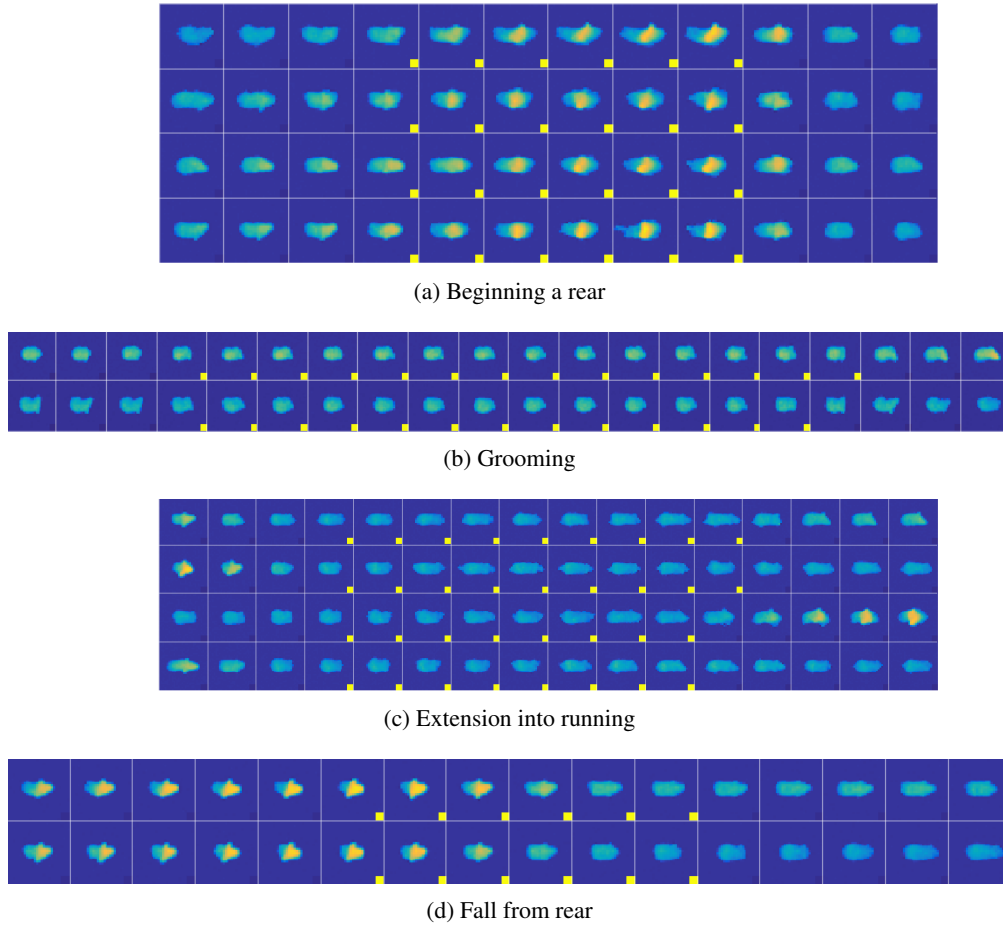 (a) Beginning a rear
(b) Grooming
(c) Extension into running
(d) Fall from rear